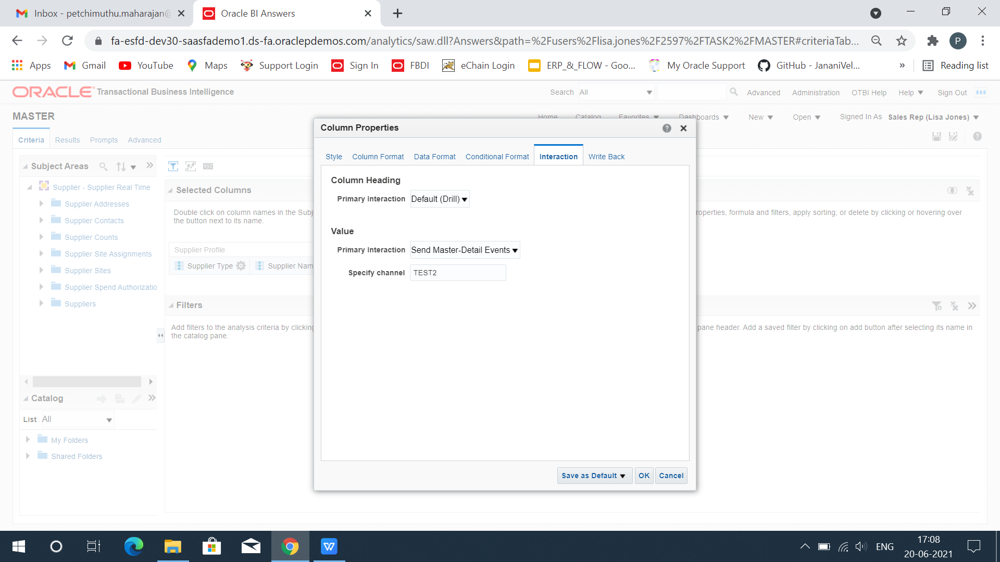 Inbox - petchimuthu.maharajan@
Oracle BI Answers
fa-esfd-dev30-saasfademo1.ds-fa.oraclepdemos.com/analytics/saw.dll?Answers&path=%2Fusers%2Flisa.jones%2F2597%2FTASK2%2FMASTER#criteriaTab...
P
Apps Gmail YouTube Maps Support Login Sign In FBDI eChain Login ERP_&_FLOW - Goo... My Oracle Support GitHub - JananiVel... » Reading list
ORACLE Transactional Business Intelligence
Search All Advanced Administration OTBI Help Help Sign Out
MASTER
Home Catalog Favorites Dashboards New Open Signed In As Sales Rep (Lisa Jones)
Criteria Results Prompts Advanced
Subject Areas
Supplier - Supplier Real Time
Supplier Addresses
Supplier Contacts
Supplier Counts
Supplier Site Assignments
Supplier Sites
Supplier Spend Authorizatio
Suppliers
Catalog
List All
My Folders
Shared Folders
XYZ
Selected Columns
Double click on column names in the Subj
roperties, formula and filters, apply sorting, or delete by clicking or hovering over
the button next to its name.
Supplier Profile
Supplier Type Supplier Nam
Filters
Add filters to the analysis criteria by clicking
pane header. Add a saved filter by clicking on add button after selecting its name in
the catalog pane.
Column Properties
Style Column Format Data Format Conditional Format Interaction Write Back
Column Heading
Primary Interaction Default (Drill)
Value
Primary Interaction Send Master-Detail Events
Specify channel TEST2
Save as Default OK Cancel
ENG
17:08
20-06-2021